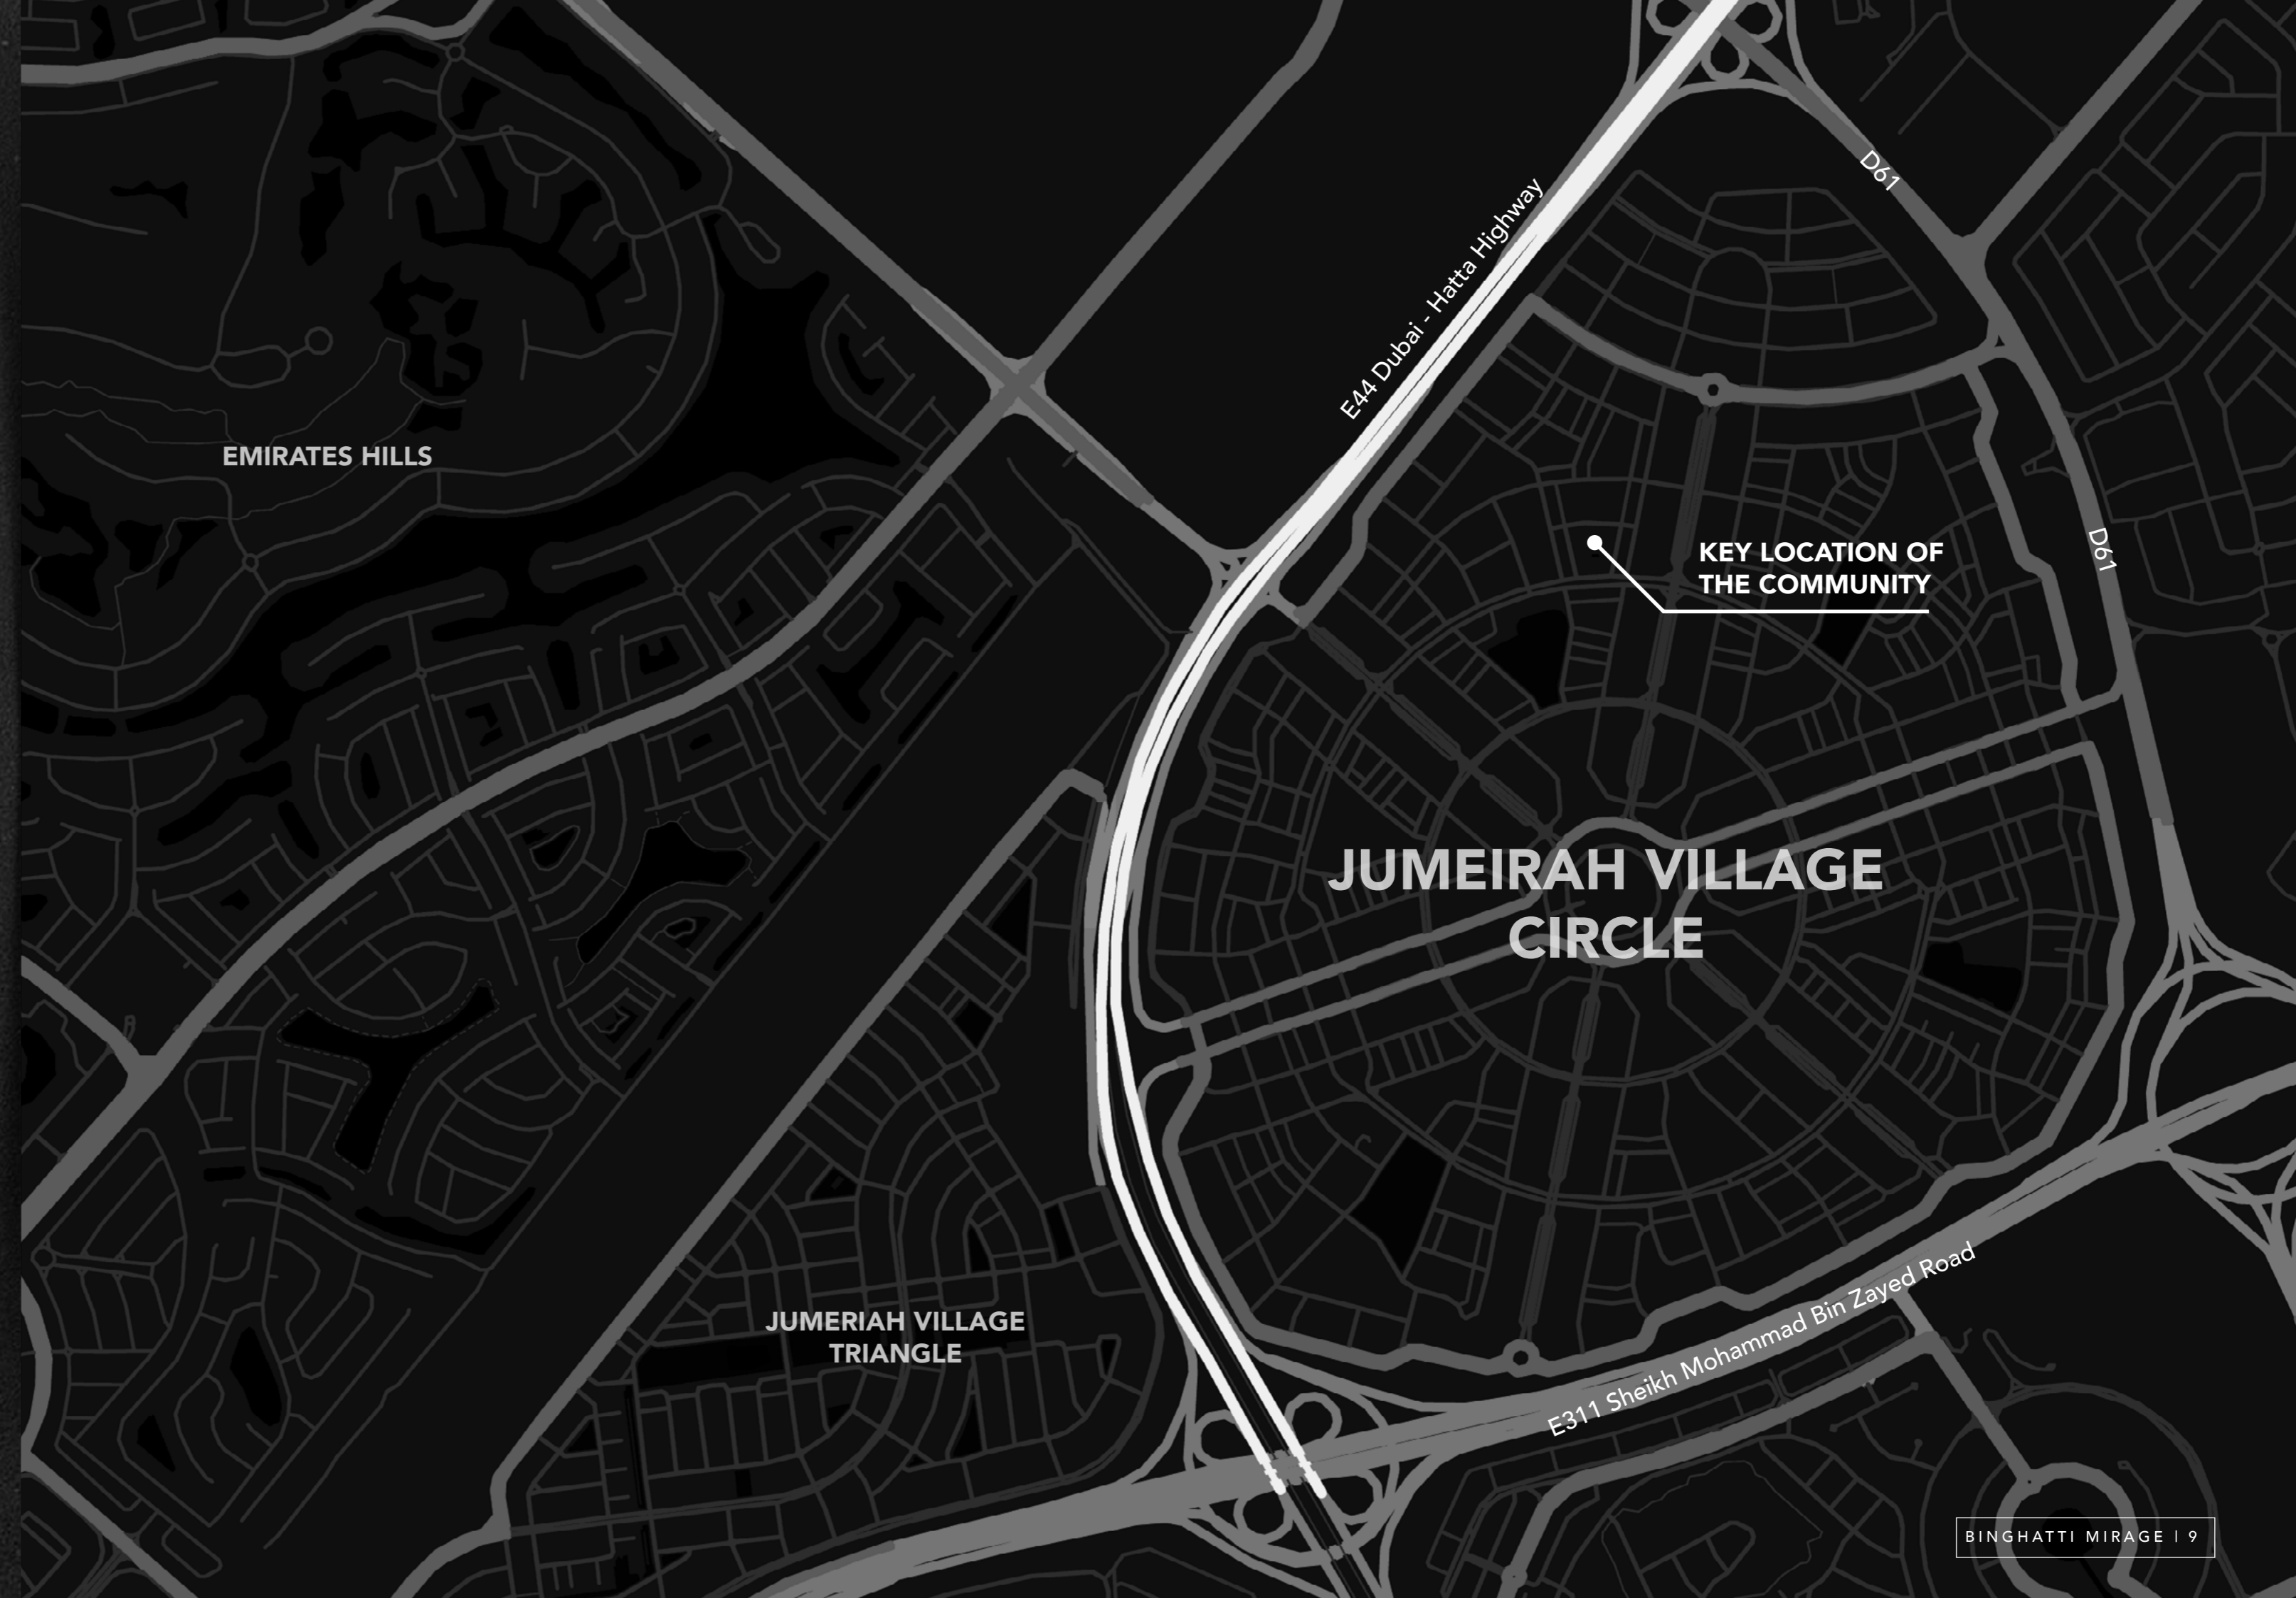 D61
E44 Dubai - Hatta Highway
EMIRATES HILLS
D61
KEY LOCATION OF
THE COMMUNITY
JUMEIRAH VILLAGE
CIRCLE
E311 Sheikh Mohammad Bin Zayed Road
JUMERIAH VILLAGE
TRIANGLE
BINGHATTI MIRAGE | 9